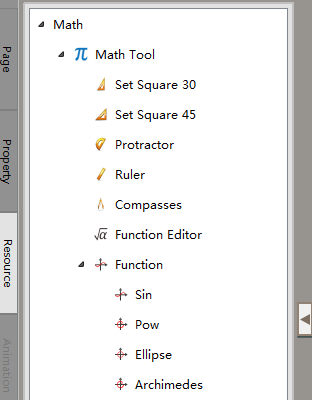 Math
Math Tool
Set Square 30
Set Square 45
Protractor
Ruler
Compasses
Function Editor
Function
Sin
Pow
Ellipse
Archimedes
Page
Property
Resource
Animation